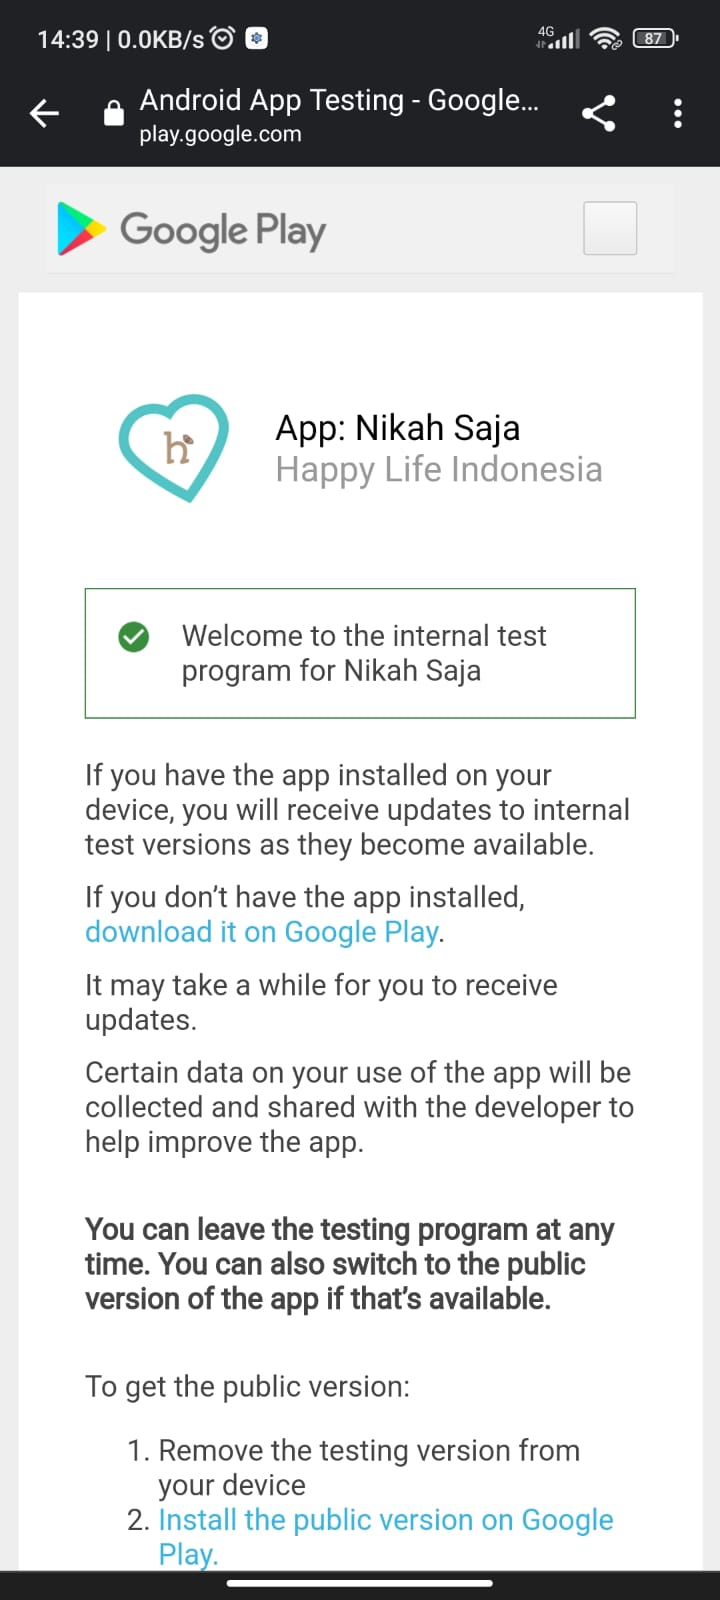 14:39 | 0.0KB/s
4G
87
Android App Testing - Google...
play.google.com
Google Play
h
App: Nikah Saja
Happy Life Indonesia
Welcome to the internal test
program for Nikah Saja
If you have the app installed on your
device, you will receive updates to internal
test versions as they become available.
If you don’t have the app installed,
download it on Google Play.
It may take a while for you to receive
updates.
Certain data on your use of the app will be
collected and shared with the developer to
help improve the app.
You can leave the testing program at any
time. You can also switch to the public
version of the app if that’s available.
To get the public version:
1. Remove the testing version from
your device
2. Install the public version on Google
Play.